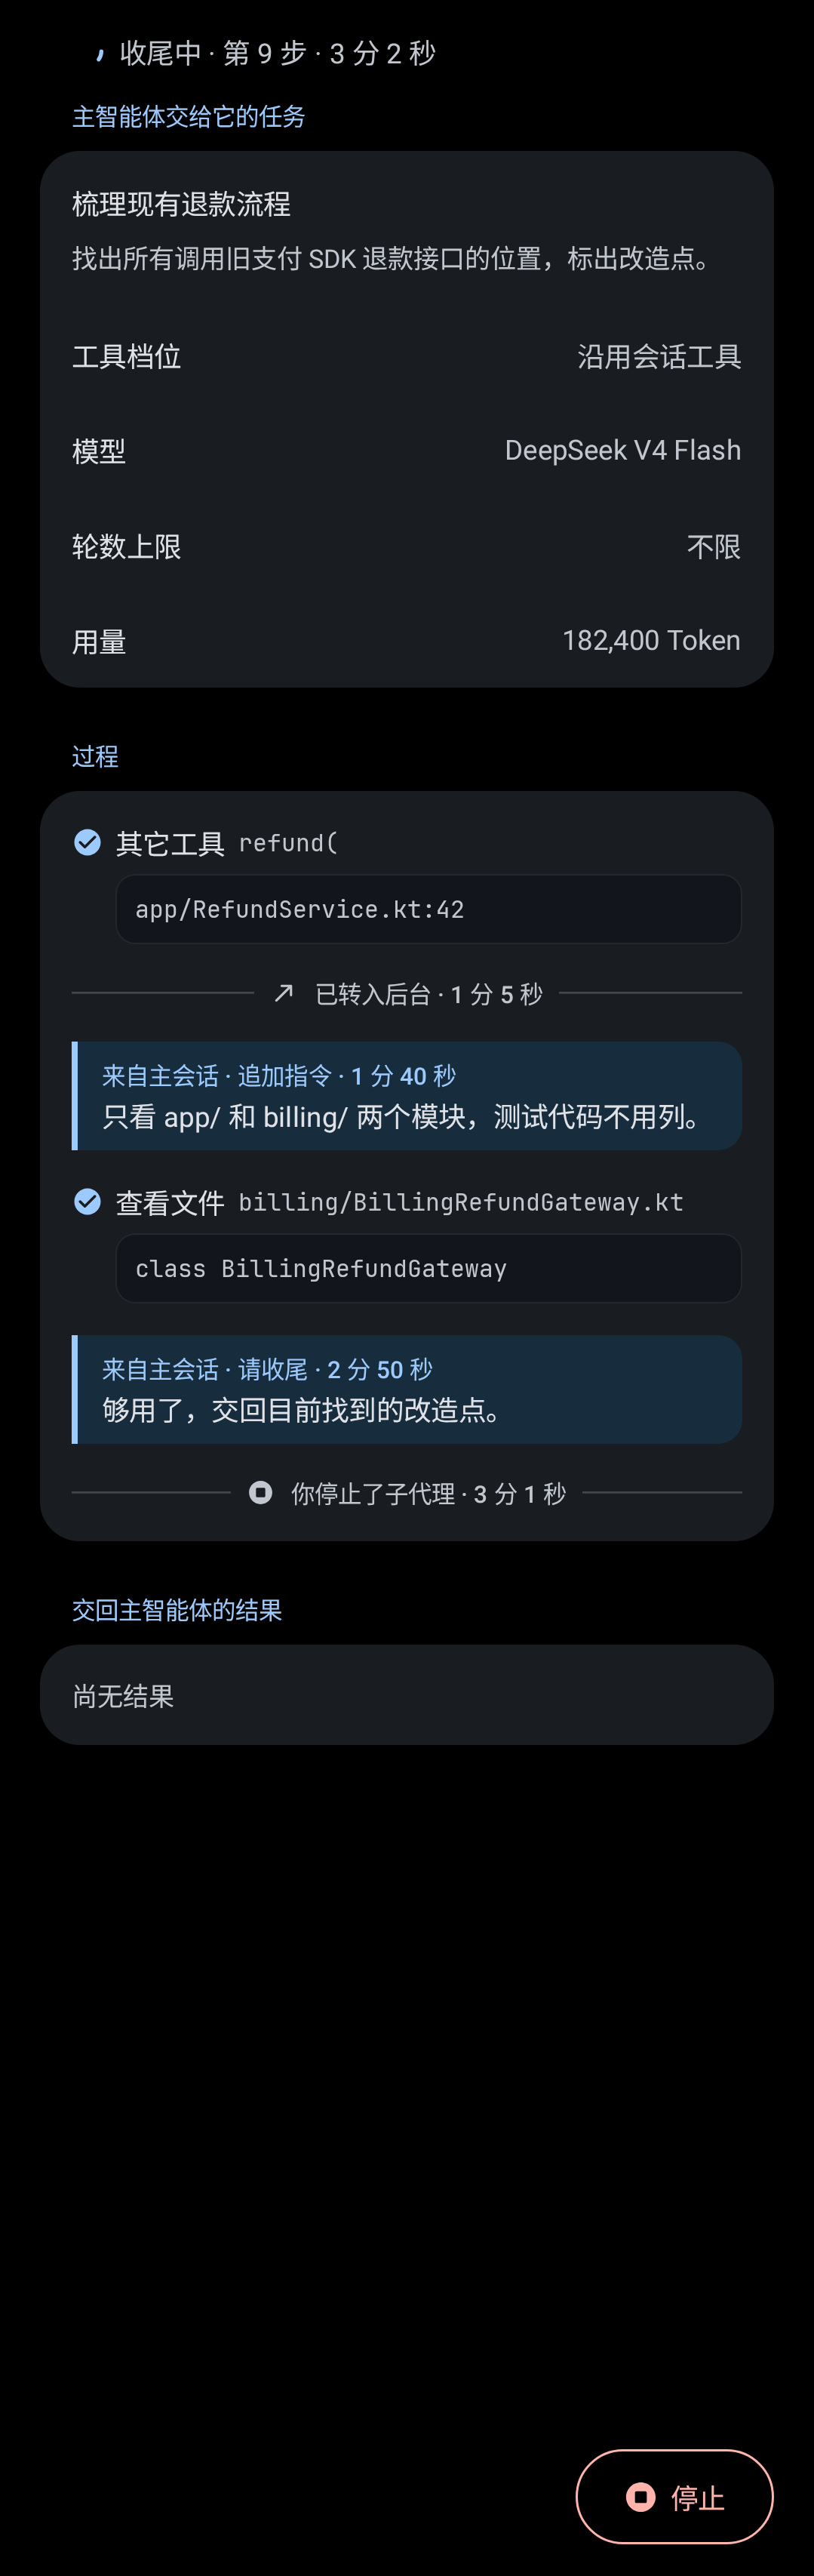 收尾中 · 第 9 步 · 3 分 2 秒
主智能体交给它的任务
梳理现有退款流程
找出所有调用旧支付 SDK 退款接口的位置，标出改造点。
工具档位 沿用会话工具
模型 DeepSeek V4 Flash
轮数上限 不限
用量 182,400 Token
过程
其它工具 refund(
app/RefundService.kt:42
已转入后台 · 1 分 5 秒
来自主会话 · 追加指令 · 1 分 40 秒
只看 app/ 和 billing/ 两个模块，测试代码不用列。
查看文件 billing/BillingRefundGateway.kt
class BillingRefundGateway
来自主会话 · 请收尾 · 2 分 50 秒
够用了，交回目前找到的改造点。
你停止了子代理 · 3 分 1 秒
交回主智能体的结果
尚无结果
停止